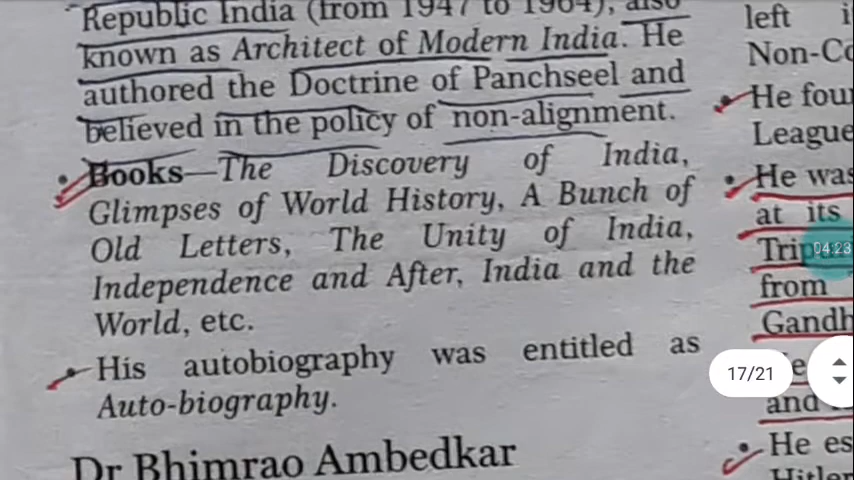 Republic India (from 1947 to 1964), also
known as Architect of Modern India. He
authored the Doctrine of Panchseel and
believed in the policy of non-alignment.
• Books—The Discovery of India,
Glimpses of World History, A Bunch of
Old Letters, The Unity of India,
Independence and After, India and the
World, etc.
• His autobiography was entitled as
Auto-biography.
Dr Bhimrao Ambedkar
left
Non-Co
• He fou
League
• He was
at its
from
Gandh
and
• He es
Hitler
04:23
17/21